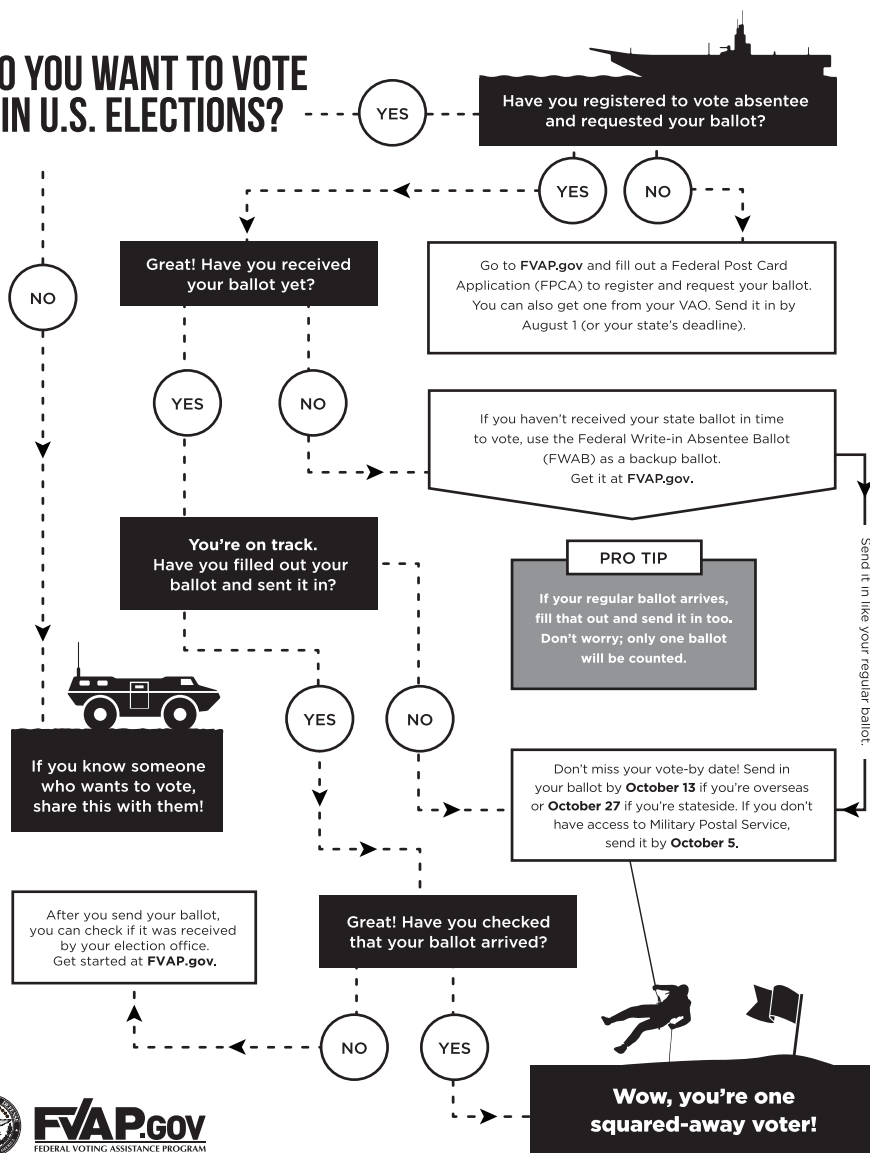 O YOU WANT TO VOTE
IN U.S. ELECTIONS?
YES
Have you registered to vote absentee
and requested your ballot?
YES
NO
NO
Great! Have you received
your ballot yet?
Go to FVAP.gov and fill out a Federal Post Card
Application (FPCA) to register and request your ballot.
You can also get one from your VAO. Send it in by
August 1 (or your state’s deadline).
YES
NO
If you haven’t received your state ballot in time
to vote, use the Federal Write-in Absentee Ballot
(FWAB) as a backup ballot.
Get it at FVAP.gov.
Send it in like your regular ballot.
You’re on track.
Have you filled out your
ballot and sent it in?
PRO TIP
If your regular ballot arrives,
fill that out and send it in too.
Don’t worry; only one ballot
will be counted.
YES
NO
If you know someone
who wants to vote,
share this with them!
Don’t miss your vote-by date! Send in
your ballot by October 13 if you’re overseas
or October 27 if you’re stateside. If you don’t
have access to Military Postal Service,
send it by October 5.
After you send your ballot,
you can check if it was received
by your election office.
Get started at FVAP.gov.
Great! Have you checked
that your ballot arrived?
NO
YES
Wow, you’re one
squared-away voter!
FVAP.GOV
FEDERAL VOTING ASSISTANCE PROGRAM